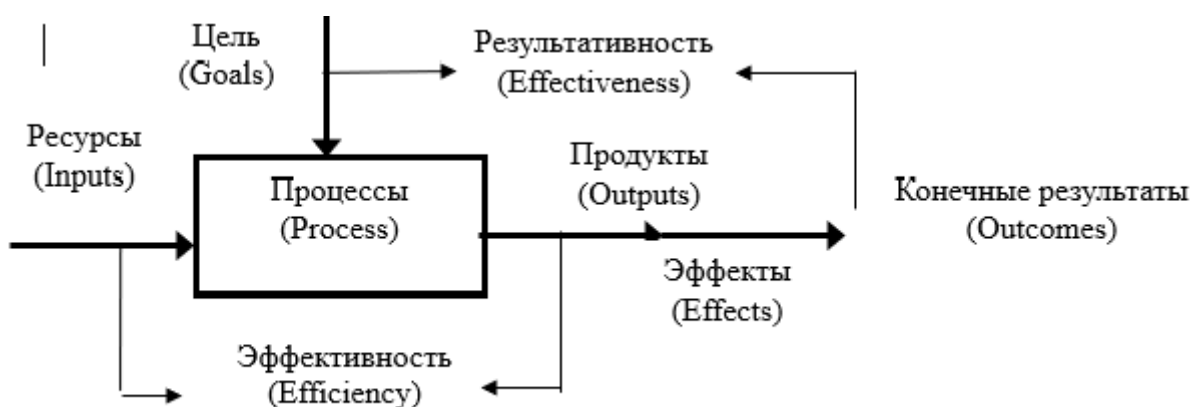 Цель
(Goals)
Результативность
(Effectiveness)
Ресурсы
(Inputs)
Процессы
(Process)
Продукты
(Outputs)
Конечные результаты
(Outcomes)
Эффекты
(Effects)
Эффективность
(Efficiency)